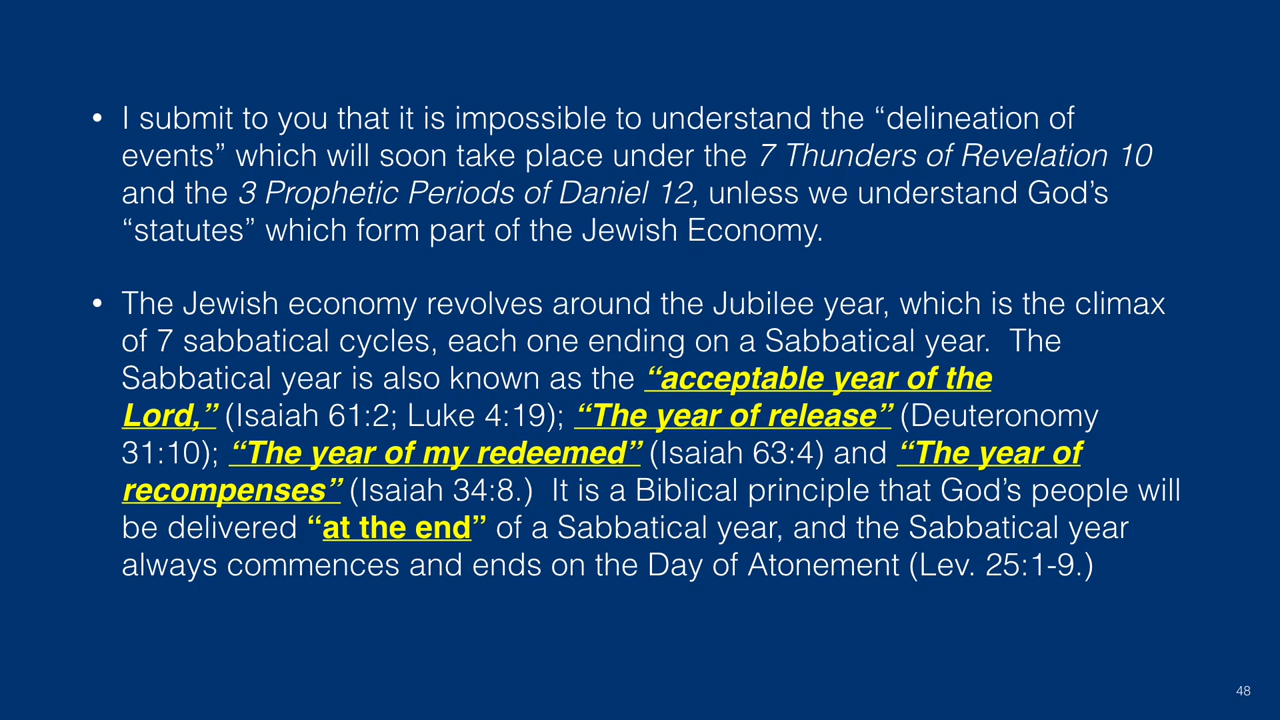 • I submit to you that it is impossible to understand the “delineation of
events” which will soon take place under the 7 Thunders of Revelation 10
and the 3 Prophetic Periods of Daniel 12, unless we understand God’s
“statutes” which form part of the Jewish Economy.
• The Jewish economy revolves around the Jubilee year, which is the climax
of 7 sabbatical cycles, each one ending on a Sabbatical year.  The
Sabbatical year is also known as the “acceptable year of the
Lord,” (Isaiah 61:2; Luke 4:19); “The year of release” (Deuteronomy
31:10); “The year of my redeemed” (Isaiah 63:4) and “The year of
recompenses” (Isaiah 34:8.)  It is a Biblical principle that God’s people will
be delivered “at the end” of a Sabbatical year, and the Sabbatical year
always commences and ends on the Day of Atonement (Lev. 25:1-9.)
48